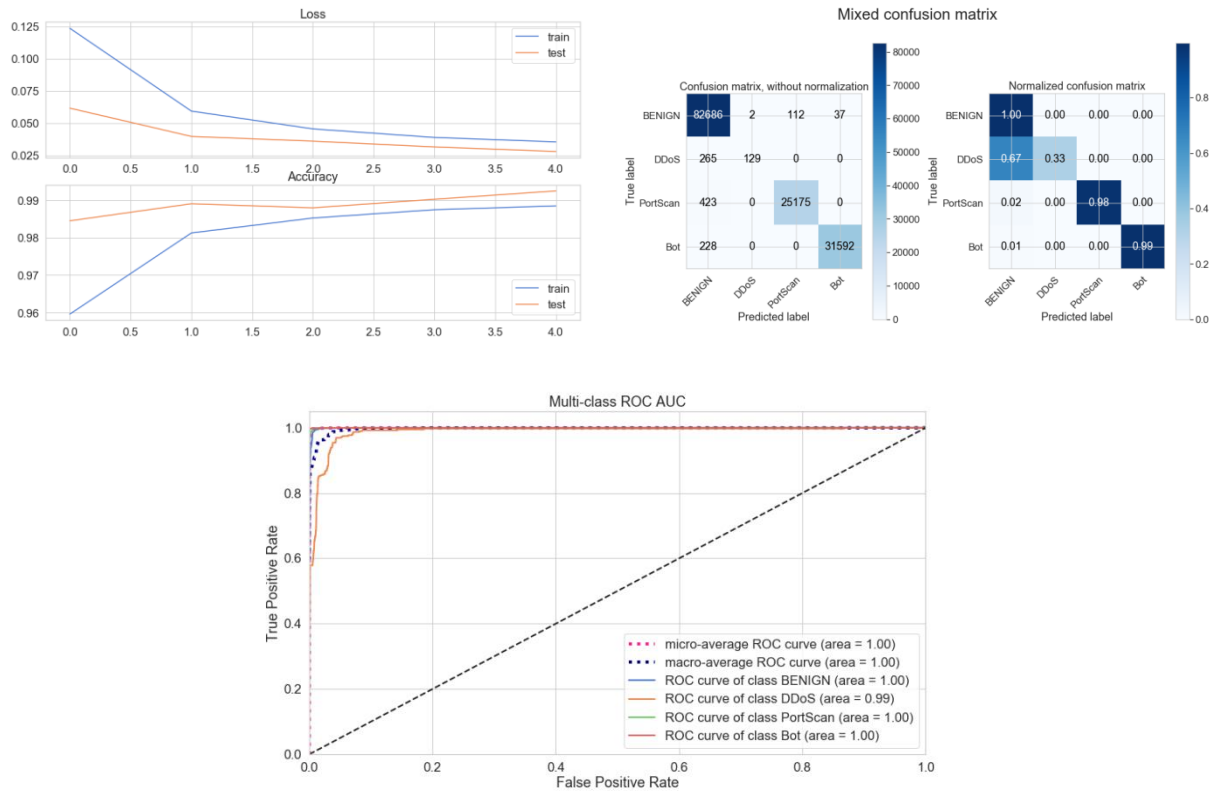 Loss
0.125
0.100
0.075
0.050
0.025
train
test
0.0 0.5 1.0 1.5 2.0 2.5 3.0 3.5 4.0
Accuracy
0.99
0.98
0.97
0.96
train
test
0.0 0.5 1.0 1.5 2.0 2.5 3.0 3.5 4.0
Mixed confusion matrix
Confusion matrix, without normalization
True label
BENIGN 82686 2 112 37
DDoS 265 129 0 0
PortScan 423 0 25175 0
Bot 228 0 0 31592
BENIGN DDoS PortScan Bot
Predicted label
80000
70000
60000
50000
40000
30000
20000
10000
0
Normalized confusion matrix
True label
BENIGN 1.00 0.00 0.00 0.00
DDoS 0.67 0.33 0.00 0.00
PortScan 0.02 0.00 0.98 0.00
Bot 0.01 0.00 0.00 0.99
BENIGN DDoS PortScan Bot
Predicted label
0.8
0.6
0.4
0.2
0.0
Multi-class ROC AUC
True Positive Rate
1.0
0.8
0.6
0.4
0.2
0.0
micro-average ROC curve (area = 1.00)
macro-average ROC curve (area = 1.00)
ROC curve of class BENIGN (area = 1.00)
ROC curve of class DDoS (area = 0.99)
ROC curve of class PortScan (area = 1.00)
ROC curve of class Bot (area = 1.00)
0.0 0.2 0.4 0.6 0.8 1.0
False Positive Rate